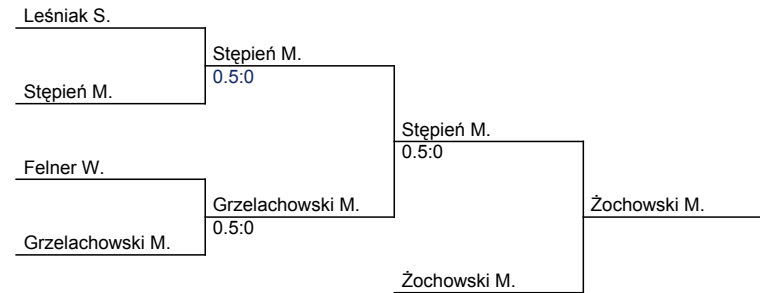 Leśniak S.
Stępień M.
0.5:0
Stępień M.
Stępień M.
0.5:0
Felner W.
Grzelachowski M.
Żochowski M.
0.5:0
Grzelachowski M.
Żochowski M.